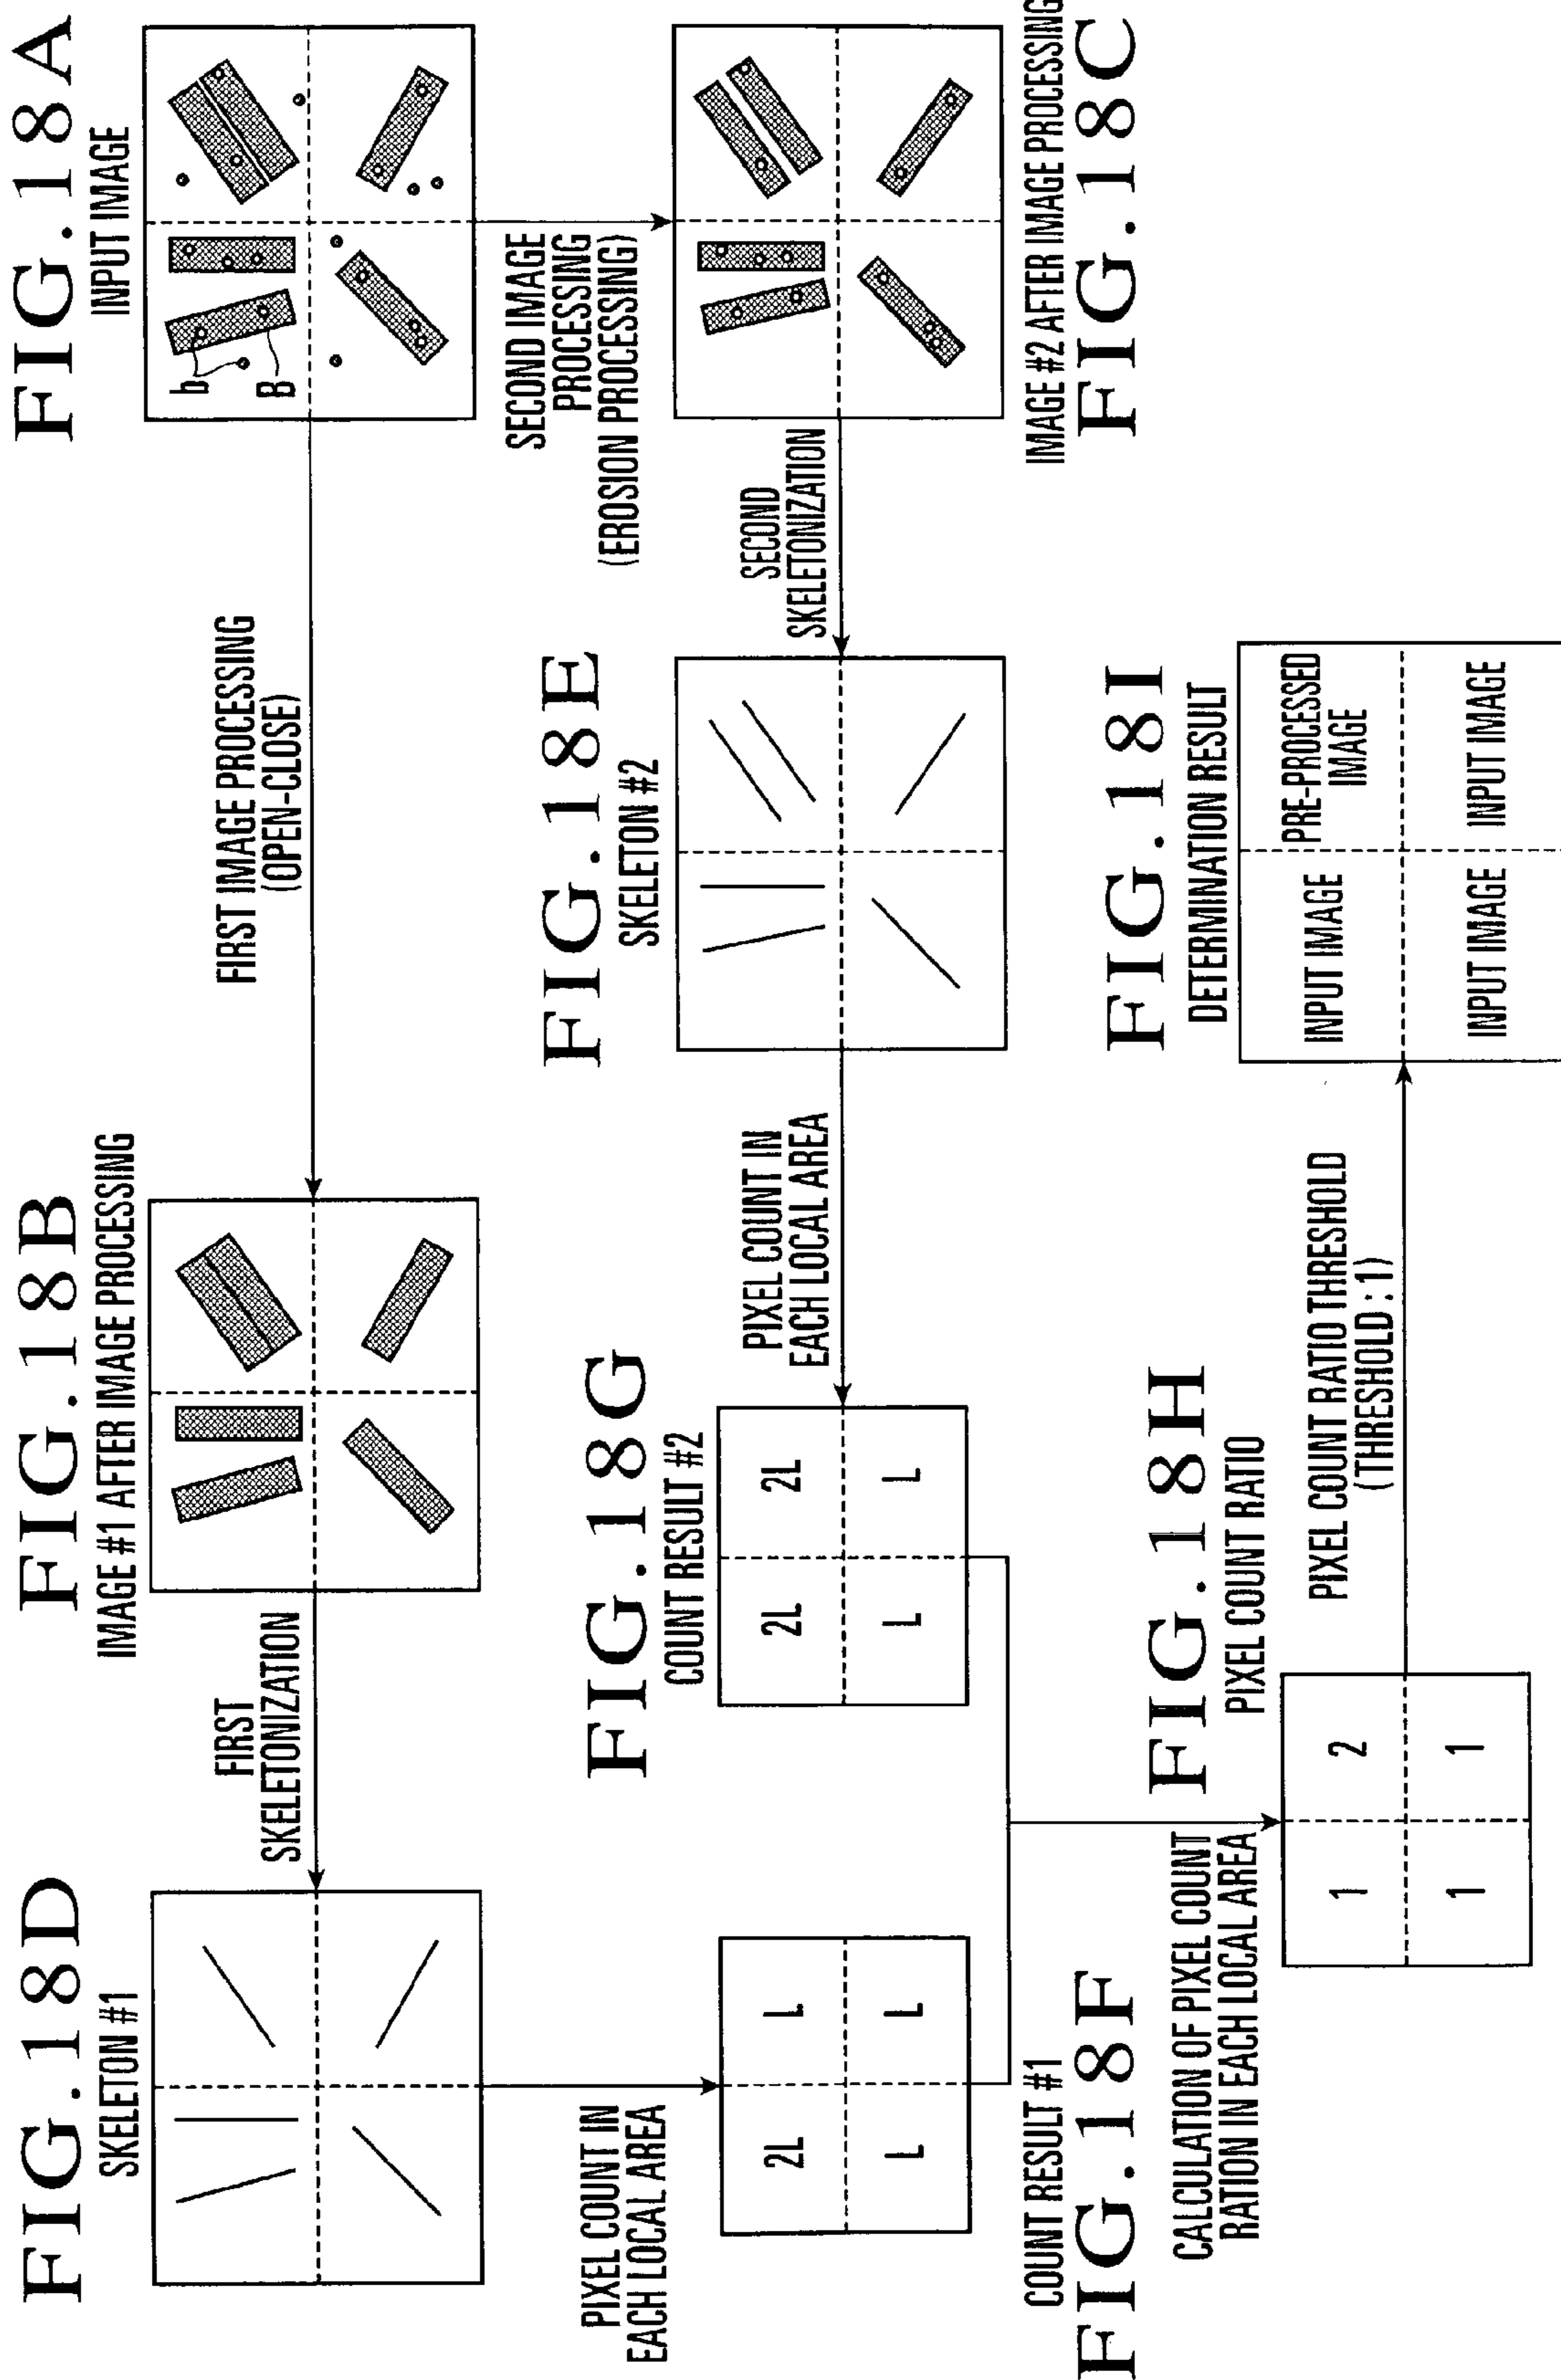 FIG.18A
INPUT IMAGE
b
B
FIRST IMAGE PROCESSING
(OPEN-CLOSE)
SECOND IMAGE
PROCESSING
(EROSION PROCESSING)
FIG.18B
IMAGE #1 AFTER IMAGE PROCESSING
IMAGE #2 AFTER IMAGE PROCESSING
FIG.18C
FIRST
SKELETONIZATION
SECOND
SKELETONIZATION
FIG.18D
SKELETON #1
FIG.18E
SKELETON #2
PIXEL COUNT IN
EACH LOCAL AREA
PIXEL COUNT IN
EACH LOCAL AREA
2L L
L L
COUNT RESULT #1
FIG.18F
FIG.18G
COUNT RESULT #2
2L 2L
L L
CALCULATION OF PIXEL COUNT
RATION IN EACH LOCAL AREA
FIG.18H
PIXEL COUNT RATIO
1 2
1 1
PIXEL COUNT RATIO THRESHOLD
(THRESHOLD:1)
FIG.18I
DETERMINATION RESULT
INPUT IMAGE
PRE-PROCESSED
IMAGE
INPUT IMAGE
INPUT IMAGE